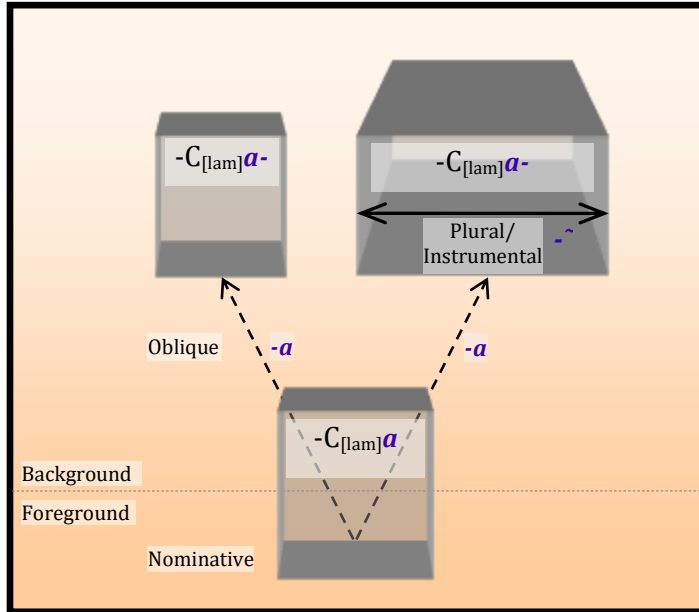 -C[lam]a-
-C[lam]a-
Plural/
Instrumental
-˜
Oblique
-a
-a
-C[lam]a
Background
Foreground
Nominative